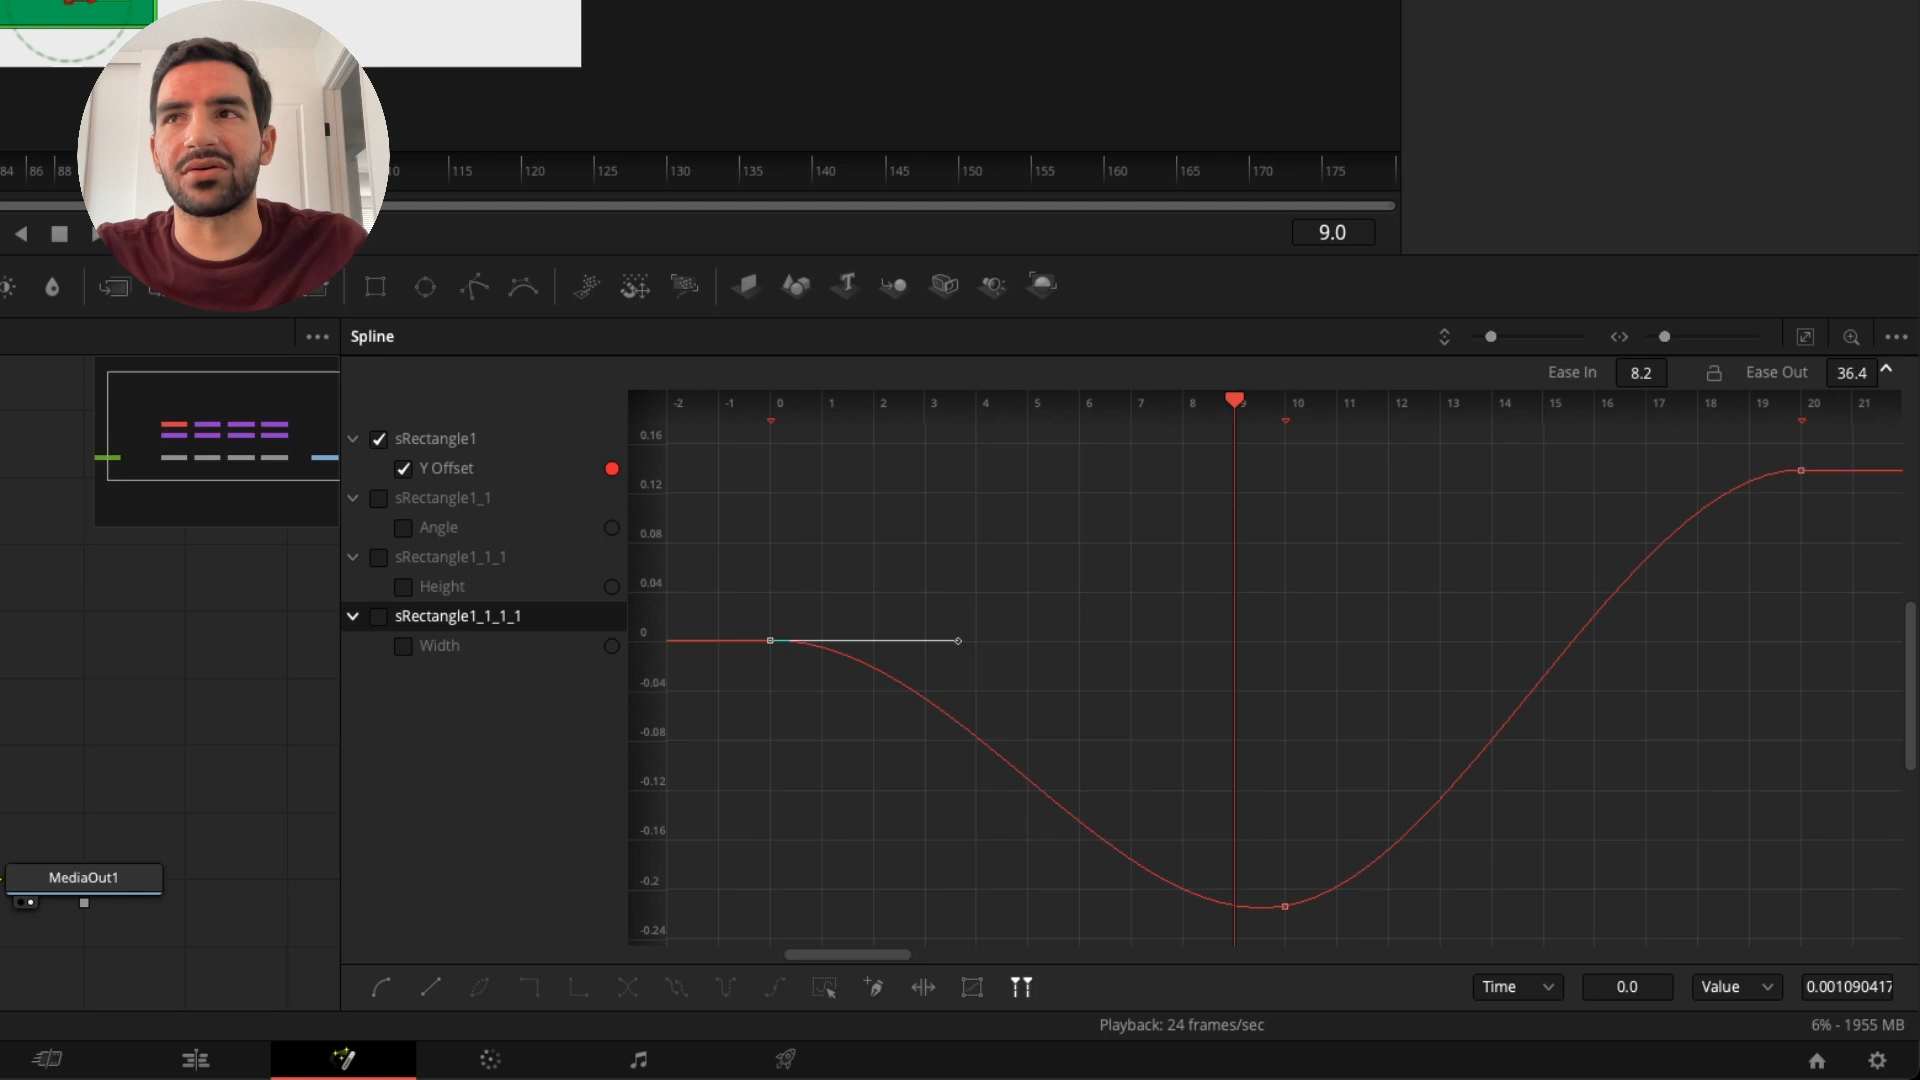 84 86 88 0 115 120 125 130 135 140 145 150 155 160 165 170 175
9.0
Spline
Ease In 8.2 Ease Out 36.4
-2 -1 0 1 2 3 4 5 6 7 8 9 10 11 12 13 14 15 16 17 18 19 20 21
sRectangle1
Y Offset
sRectangle1_1
Angle
sRectangle1_1_1
Height
sRectangle1_1_1_1
Width
0.16
0.12
0.08
0.04
0
-0.04
-0.08
-0.12
-0.16
-0.2
-0.24
MediaOut1
Time 0.0 Value 0.001090417
Playback: 24 frames/sec
6% - 1955 MB